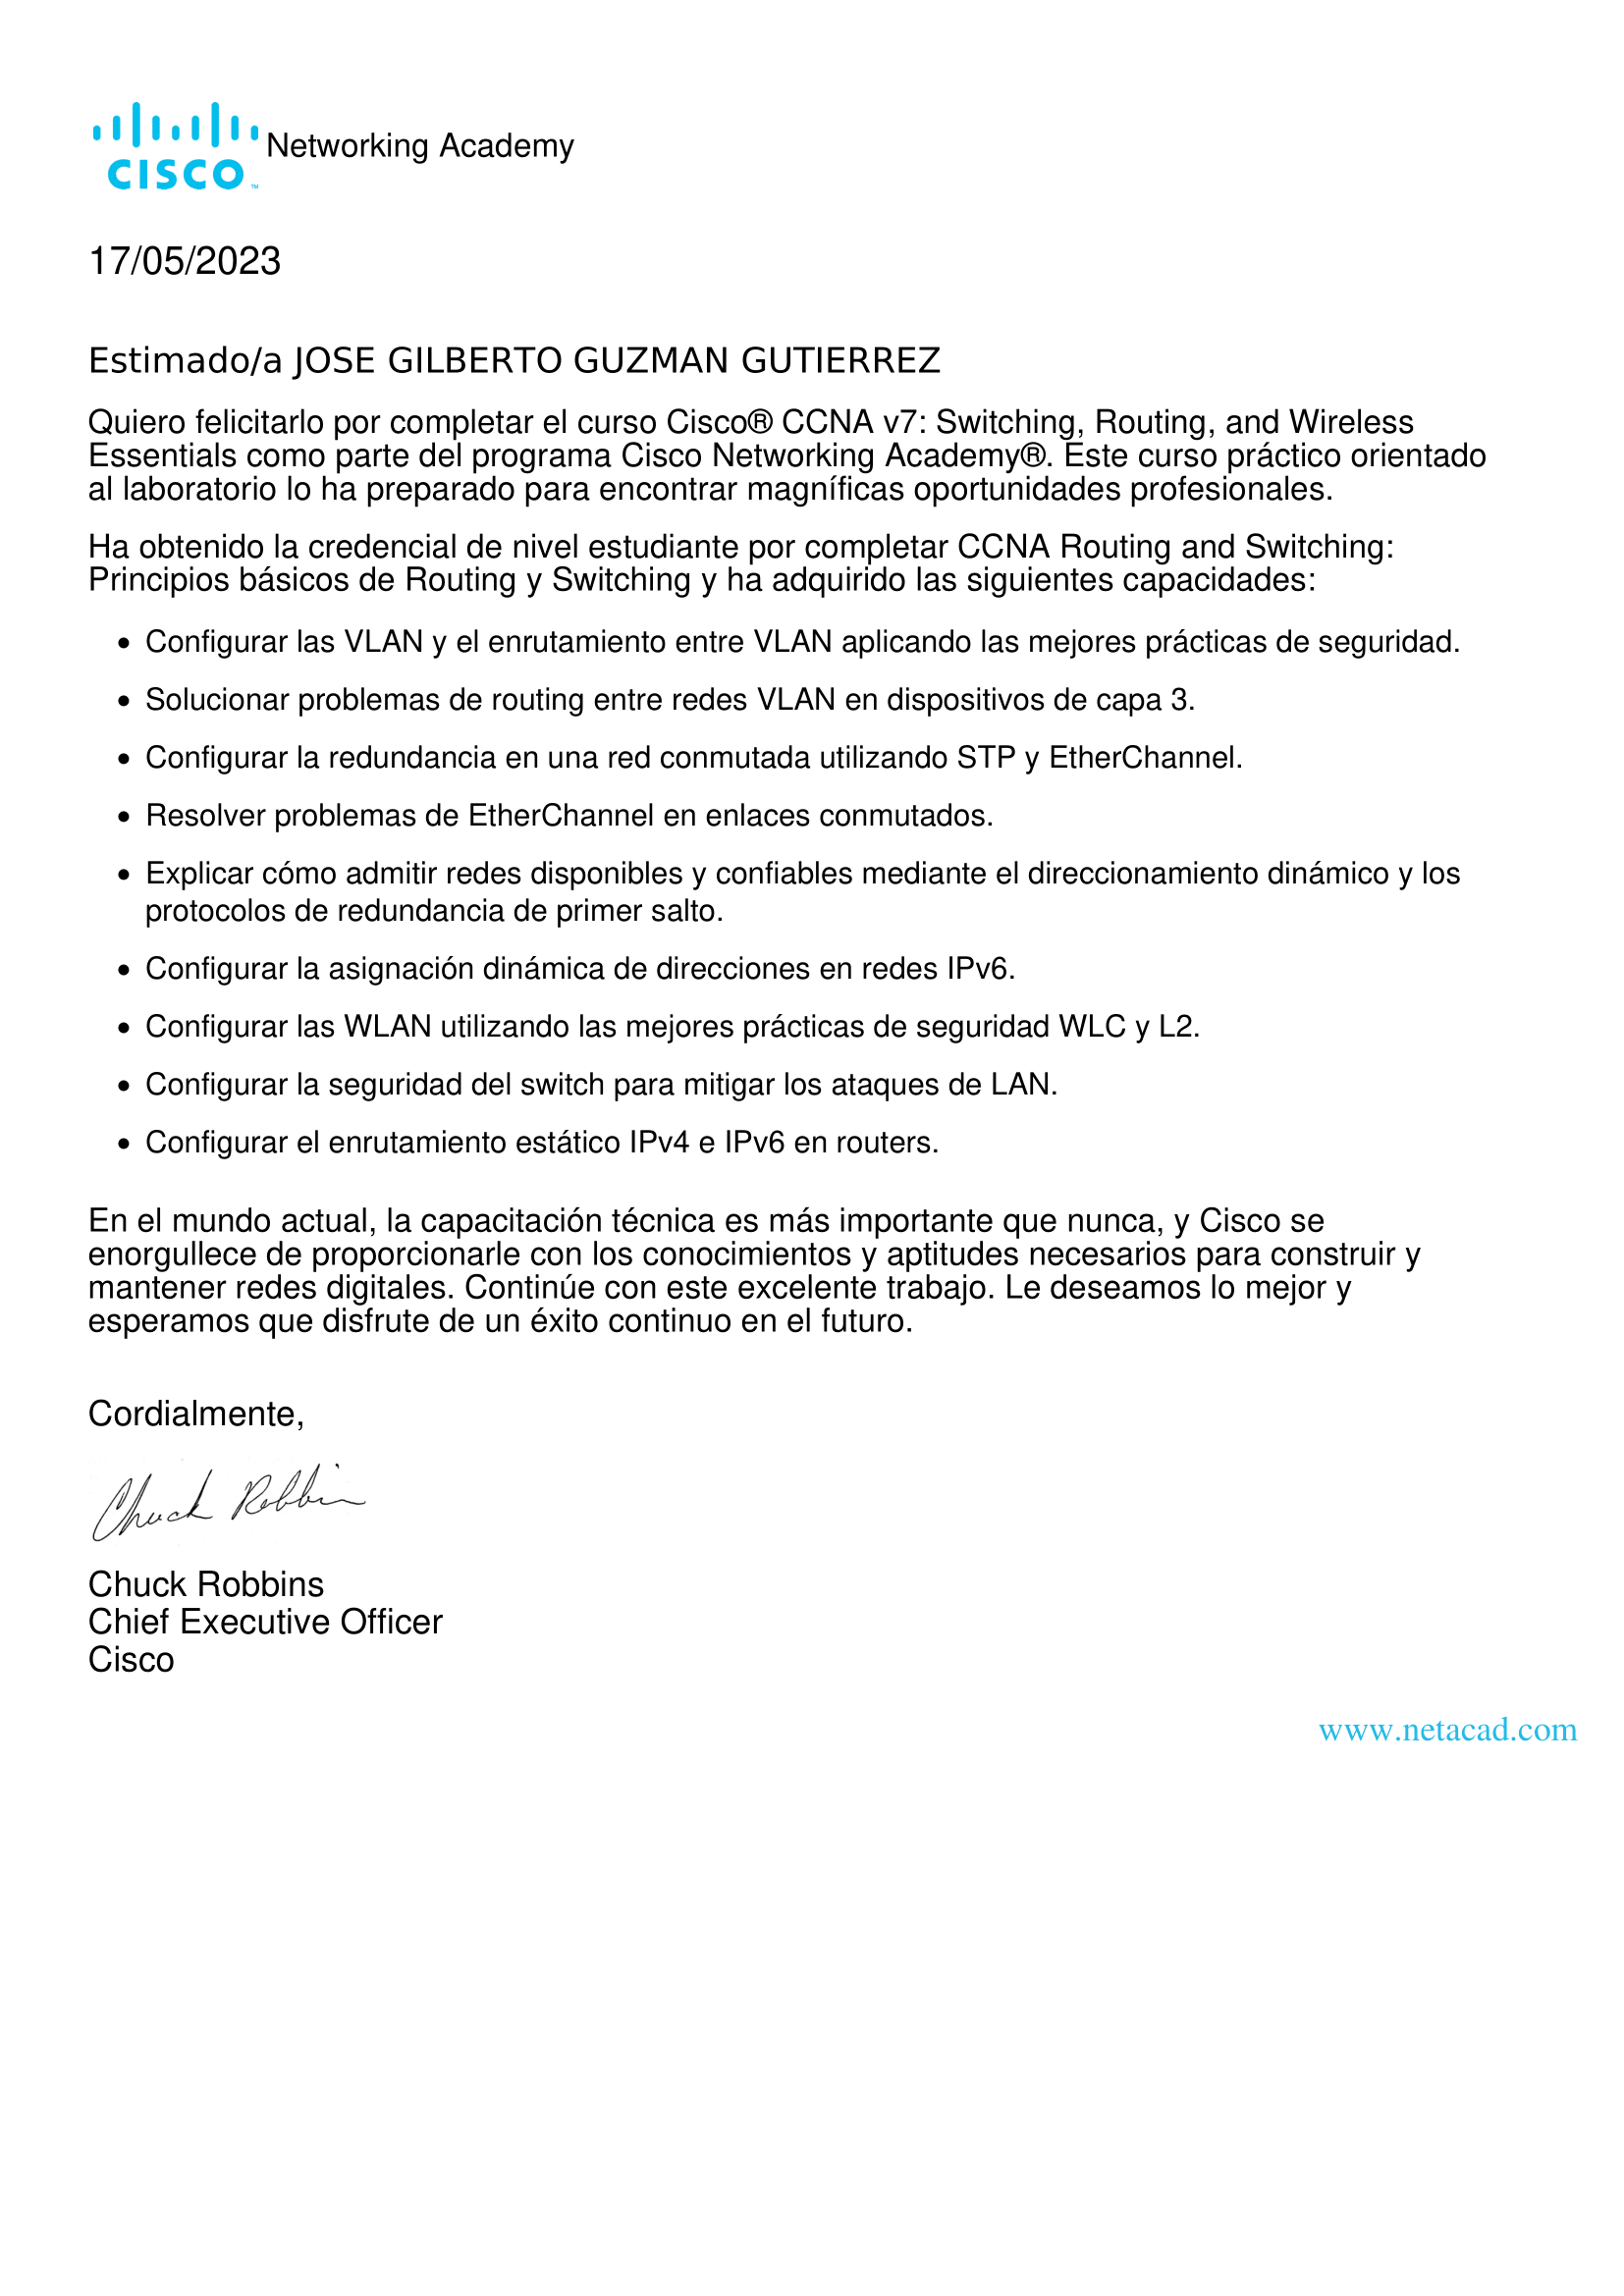 CISCO™ Networking Academy
17/05/2023
Estimado/a JOSE GILBERTO GUZMAN GUTIERREZ
Quiero felicitarlo por completar el curso Cisco® CCNA v7: Switching, Routing, and Wireless
Essentials como parte del programa Cisco Networking Academy®. Este curso práctico orientado
al laboratorio lo ha preparado para encontrar magníficas oportunidades profesionales.
Ha obtenido la credencial de nivel estudiante por completar CCNA Routing and Switching:
Principios básicos de Routing y Switching y ha adquirido las siguientes capacidades:
• Configurar las VLAN y el enrutamiento entre VLAN aplicando las mejores prácticas de seguridad.
• Solucionar problemas de routing entre redes VLAN en dispositivos de capa 3.
• Configurar la redundancia en una red conmutada utilizando STP y EtherChannel.
• Resolver problemas de EtherChannel en enlaces conmutados.
• Explicar cómo admitir redes disponibles y confiables mediante el direccionamiento dinámico y los
protocolos de redundancia de primer salto.
• Configurar la asignación dinámica de direcciones en redes IPv6.
• Configurar las WLAN utilizando las mejores prácticas de seguridad WLC y L2.
• Configurar la seguridad del switch para mitigar los ataques de LAN.
• Configurar el enrutamiento estático IPv4 e IPv6 en routers.
En el mundo actual, la capacitación técnica es más importante que nunca, y Cisco se
enorgullece de proporcionarle con los conocimientos y aptitudes necesarios para construir y
mantener redes digitales. Continúe con este excelente trabajo. Le deseamos lo mejor y
esperamos que disfrute de un éxito continuo en el futuro.
Cordialmente,
Chuck Robbins
Chuck Robbins
Chief Executive Officer
Cisco
www.netacad.com